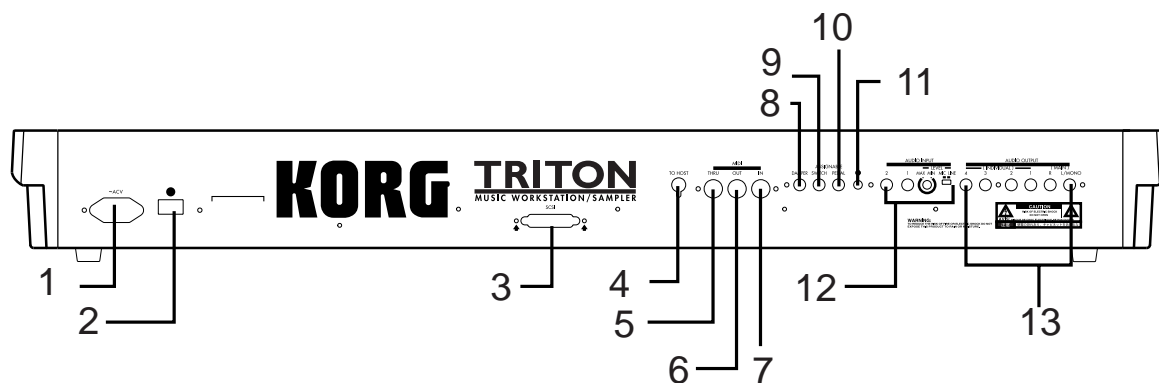 10
9
8
11
AUDIO INPUT
AUDIO OUTPUT
MIDI
ASSIGNABLE
LEVEL
INDIVIDUAL
TO HOST
THRU OUT IN
DAMPER SWITCH PEDAL
2 1 MAX MIN MIC LINE
4 3 2 1 R L/MONO
~ACV
KORG
TRITON
MUSIC WORKSTATION/SAMPLER
SCSI
WARNING:
CAUTION
1
2
3
4
5
6
7
12
13